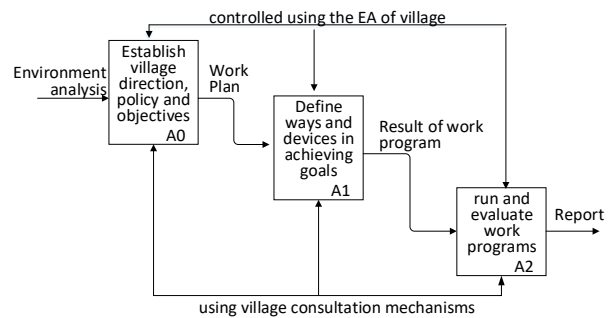 controlled using the EA of village
Establish
village
direction,
policy and
objectives
A0
Environment
analysis
Work
Plan
Define
ways and
devices in
achieving
goals
A1
Result of work
program
run and
evaluate
work
programs
A2
Report
using village consultation mechanisms